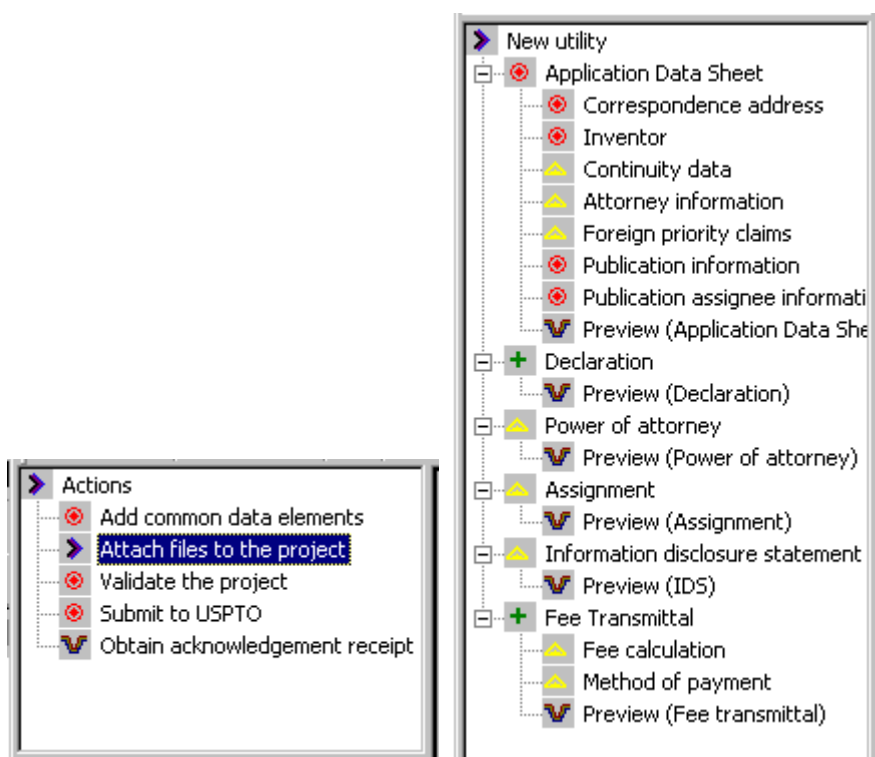 New utility
Application Data Sheet
Correspondence address
Inventor
Continuity data
Attorney information
Foreign priority claims
Publication information
Publication assignee informati
Preview (Application Data She
Declaration
Preview (Declaration)
Power of attorney
Preview (Power of attorney)
Assignment
Preview (Assignment)
Information disclosure statement
Preview (IDS)
Fee Transmittal
Fee calculation
Method of payment
Preview (Fee transmittal)
Actions
Add common data elements
Attach files to the project
Validate the project
Submit to USPTO
Obtain acknowledgement receipt